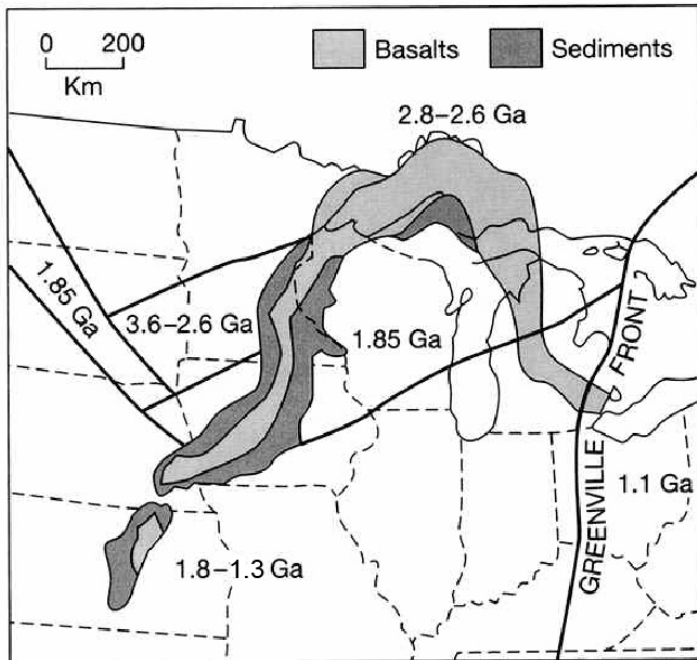 0 200
Km
Basalts
Sediments
2.8–2.6 Ga
1.85 Ga
3.6–2.6 Ga
1.85 Ga
GREENVILLE FRONT
1.1 Ga
1.8–1.3 Ga